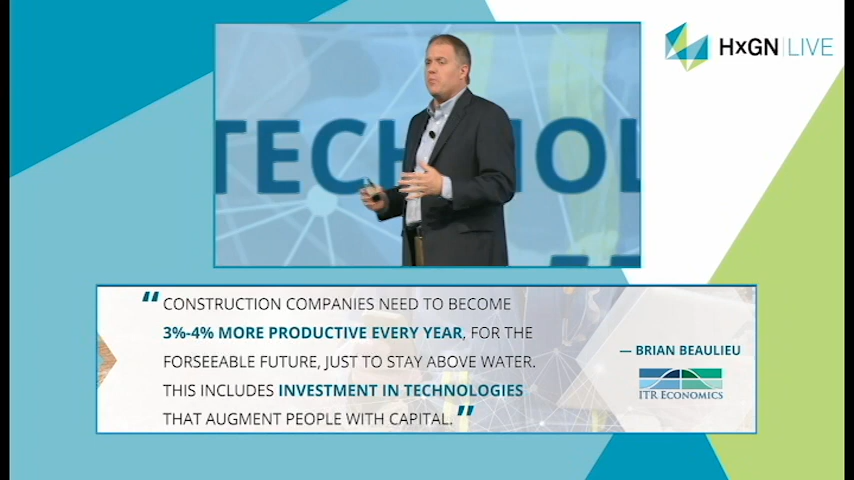 HxGN|LIVE
TECHNOL
“ CONSTRUCTION COMPANIES NEED TO BECOME
3%-4% MORE PRODUCTIVE EVERY YEAR, FOR THE
FORSEEABLE FUTURE, JUST TO STAY ABOVE WATER.
THIS INCLUDES INVESTMENT IN TECHNOLOGIES
THAT AUGMENT PEOPLE WITH CAPITAL. ”
— BRIAN BEAULIEU
ITR ECONOMICS